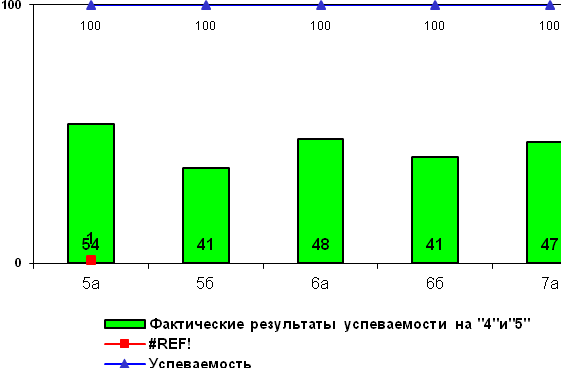 100
100 100 100 100 100
1
54 41 48 41 47
0
5а 5б 6а 6б 7а
Фактические результаты успеваемости на "4"и"5"
#REF!
Успеваемость